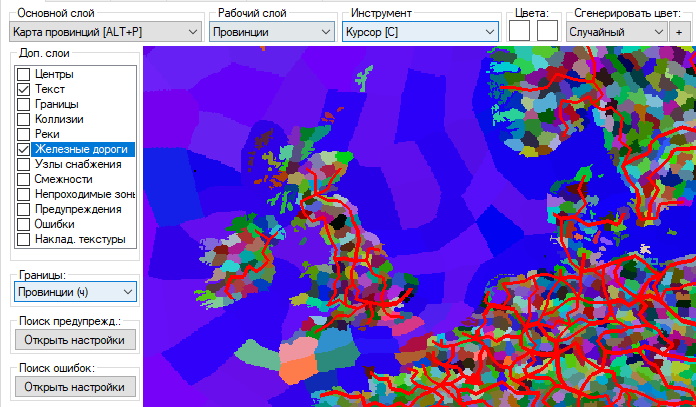 Основной слой
Рабочий слой
Инструмент
Цвета:
Сгенерировать цвет:
Карта провинций [ALT+P]
Провинции
Курсор [C]
Случайный
+
Доп. слои
Центры
Текст
Границы
Коллизии
Реки
Железные дороги
Узлы снабжения
Смежности
Непроходимые зоны
Предупреждения
Ошибки
Наклад. текстуры
Границы:
Провинции (ч)
Поиск предупрежд.:
Открыть настройки
Поиск ошибок:
Открыть настройки